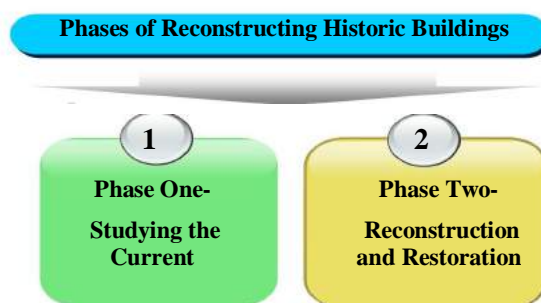 Phases of Reconstructing Historic Buildings
1
Phase One-
Studying the
Current
2
Phase Two-
Reconstruction
and Restoration